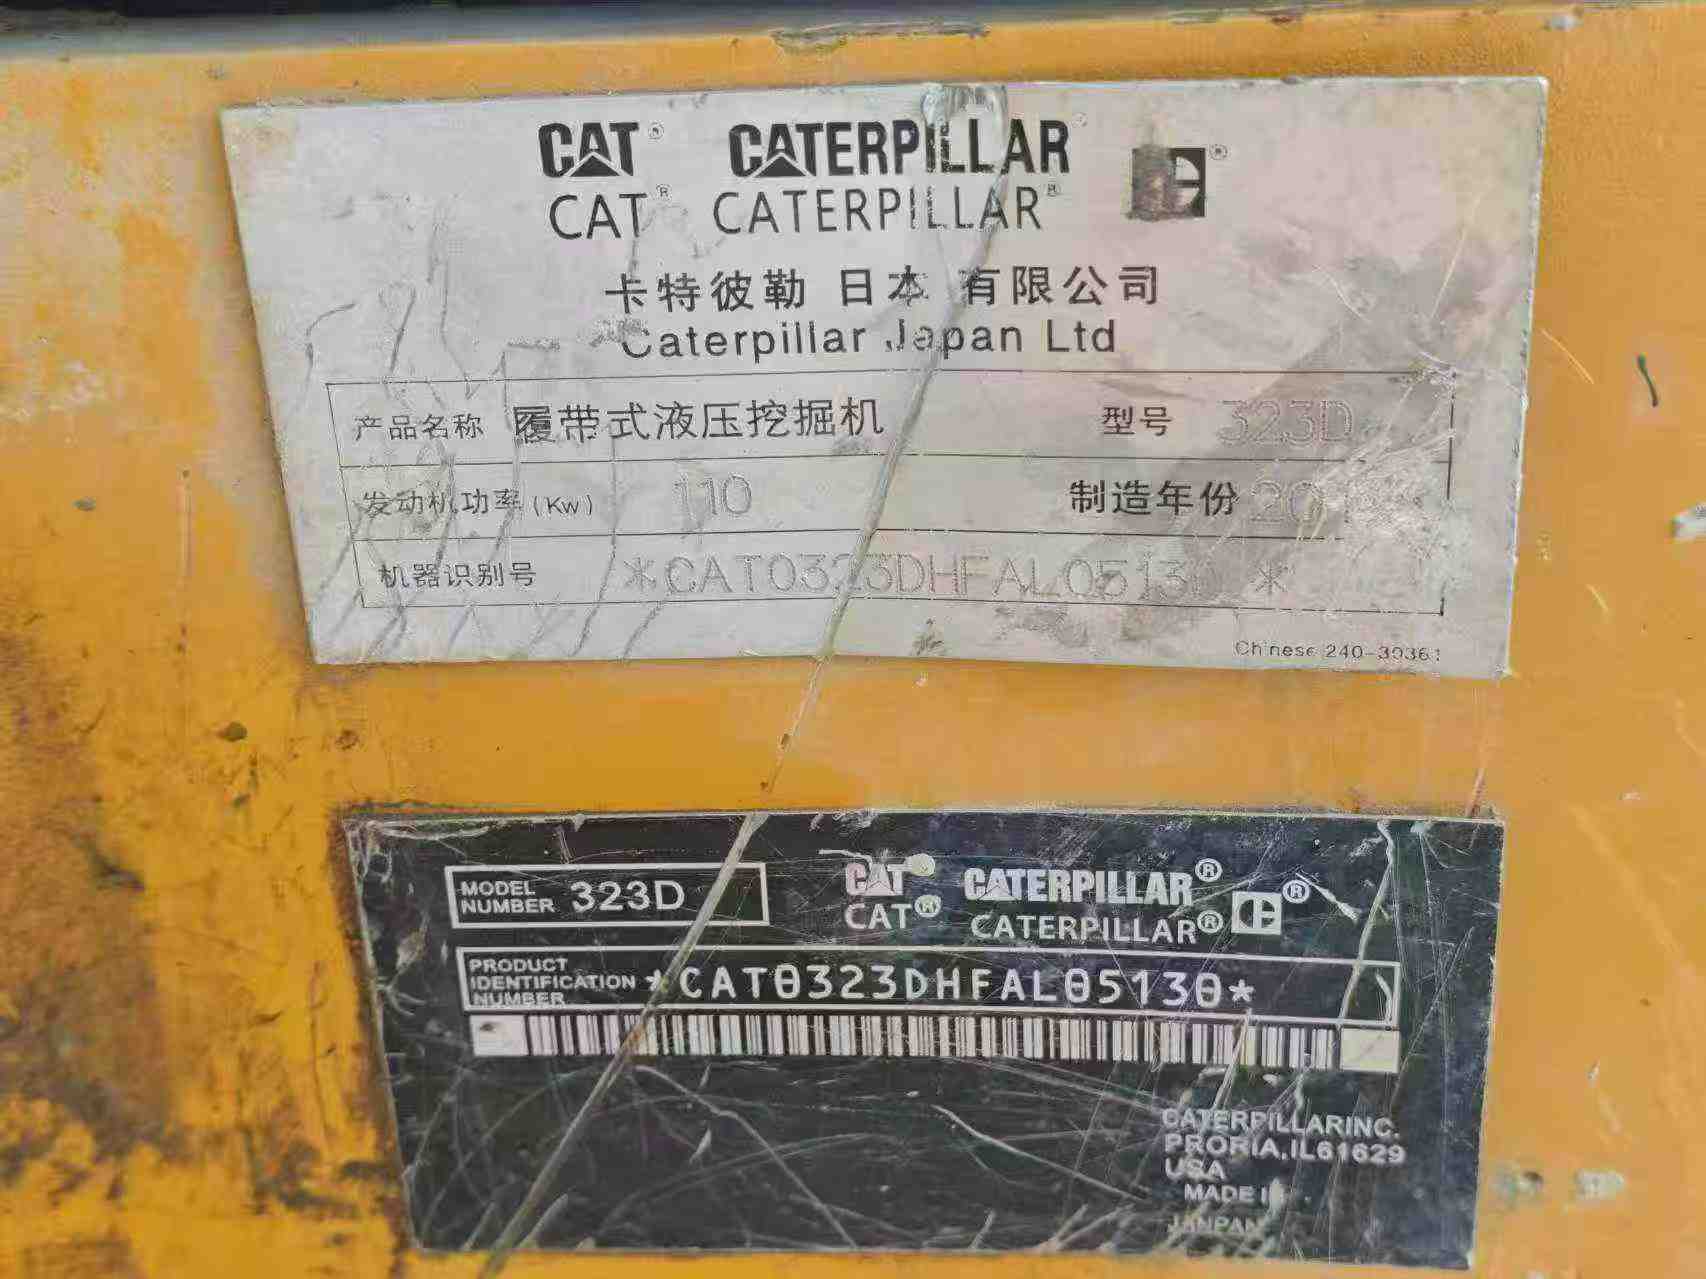 CAT® CATERPILLAR® ®
CAT® CATERPILLAR®
卡特彼勒 日本 有限公司
Caterpillar Japan Ltd
产品名称 履带式液压挖掘机 型号 323D
发动机功率(Kw) 110 制造年份
机器识别号 *CAT0323DHFAL05130*
Chinese 240-30361
MODEL NUMBER 323D
CAT® CATERPILLAR® ®
CAT® CATERPILLAR®
PRODUCT
IDENTIFICATION *CAT0323DHFAL05130*
NUMBER
CATERPILLARINC.
PRORIA,IL61629
USA
MADE
JANPAN